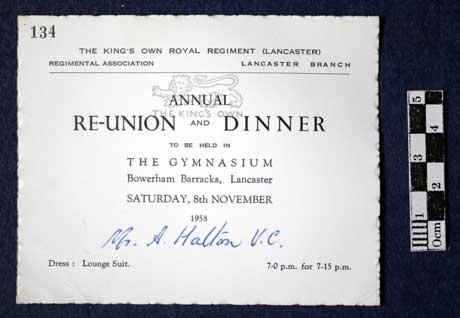 134
THE KING'S OWN ROYAL REGIMENT (LANCASTER)
REGIMENTAL ASSOCIATION LANCASTER BRANCH
ANNUAL
THE KING'S OWN
RE-UNION AND DINNER
TO BE HELD IN
THE GYMNASIUM
Bowerham Barracks, Lancaster
SATURDAY, 8th NOVEMBER
1958
Mr. A. Halton V.C.
Dress : Lounge Suit. 7-0 p.m. for 7-15 p.m.
5
4
3
2
1
0cm